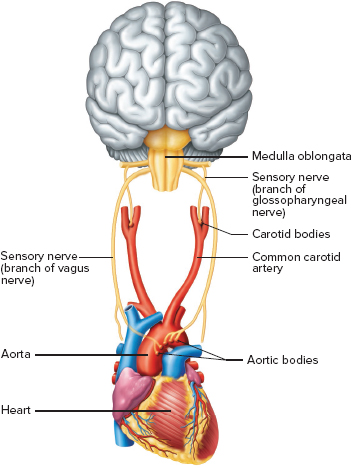 Medulla oblongata
Sensory nerve
(branch of
glossopharyngeal
nerve)
Carotid bodies
Sensory nerve
(branch of vagus
nerve)
Common carotid
artery
Aorta
Aortic bodies
Heart